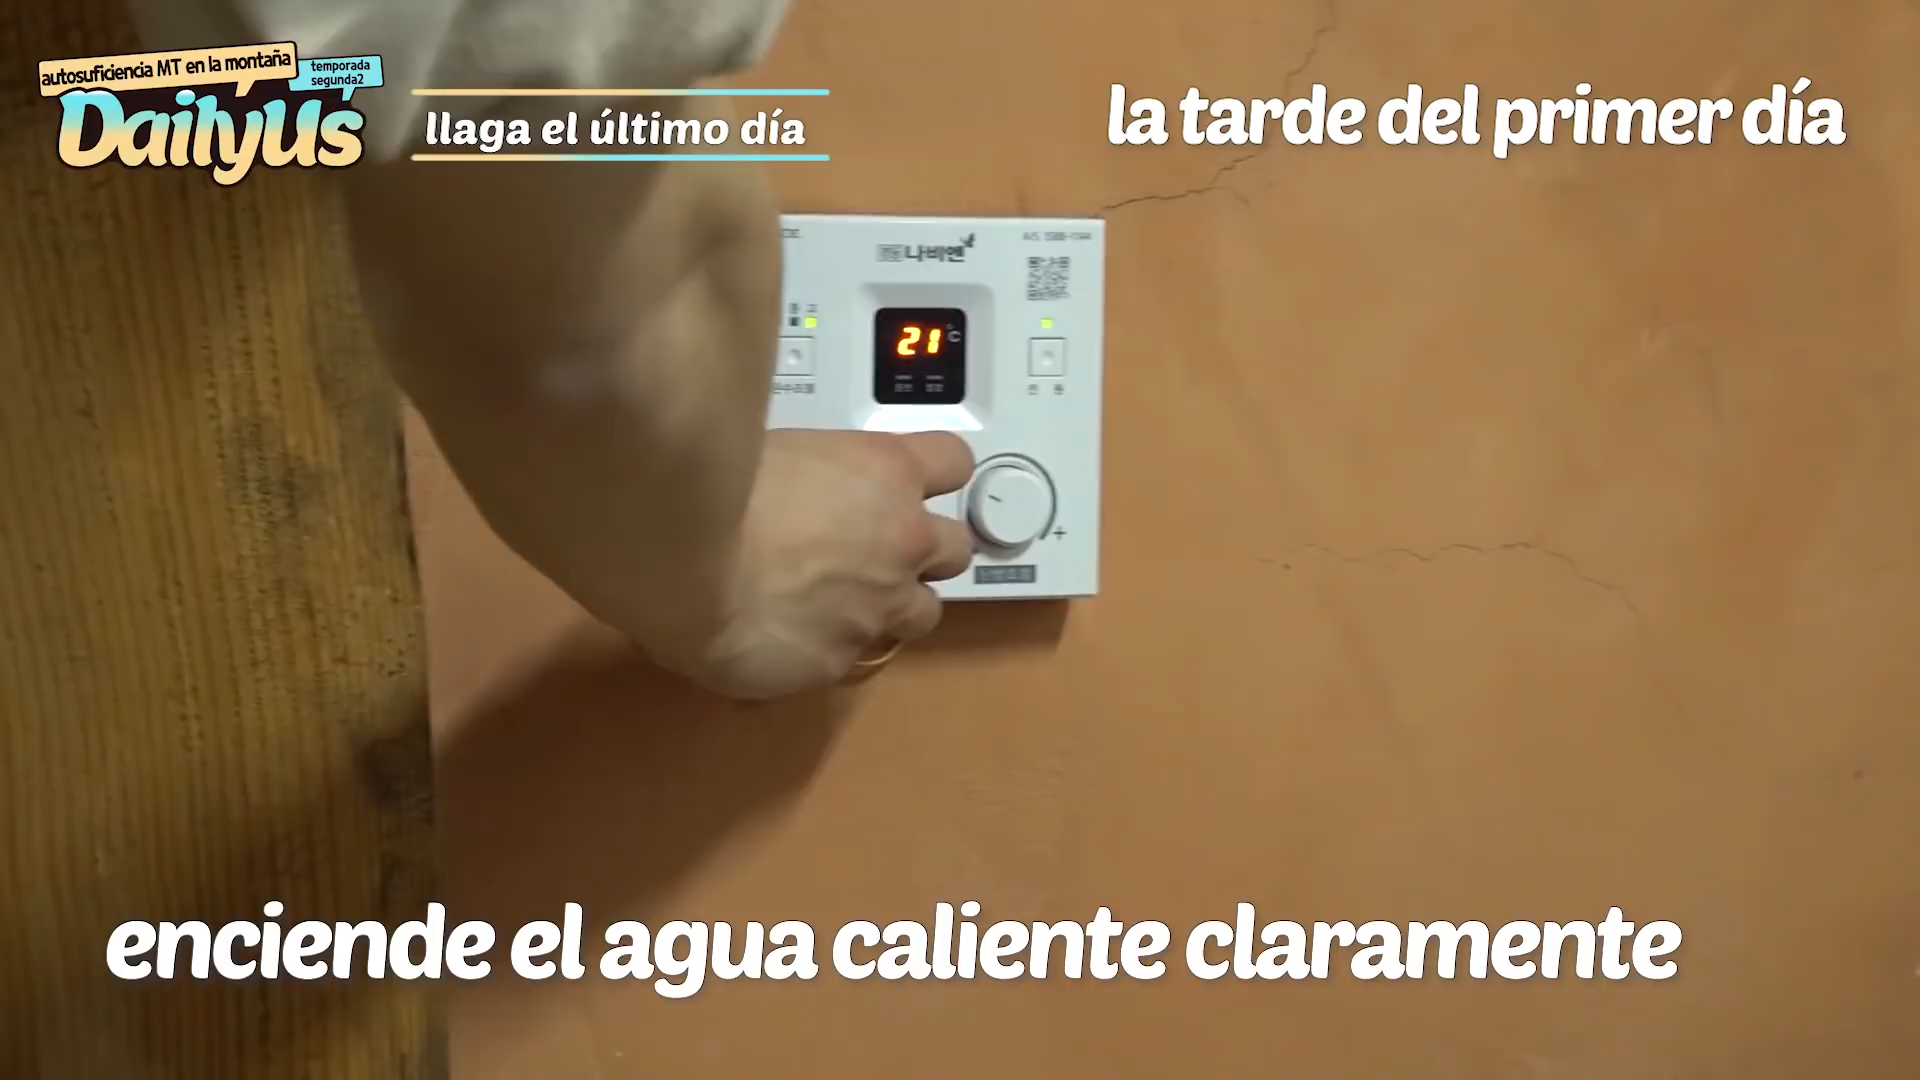 autosuficiencia MT en la montaña
temporada
segunda2
DailyUs
llaga el último día
la tarde del primer día
나비엔
21
°C
+
enciende el agua caliente claramente